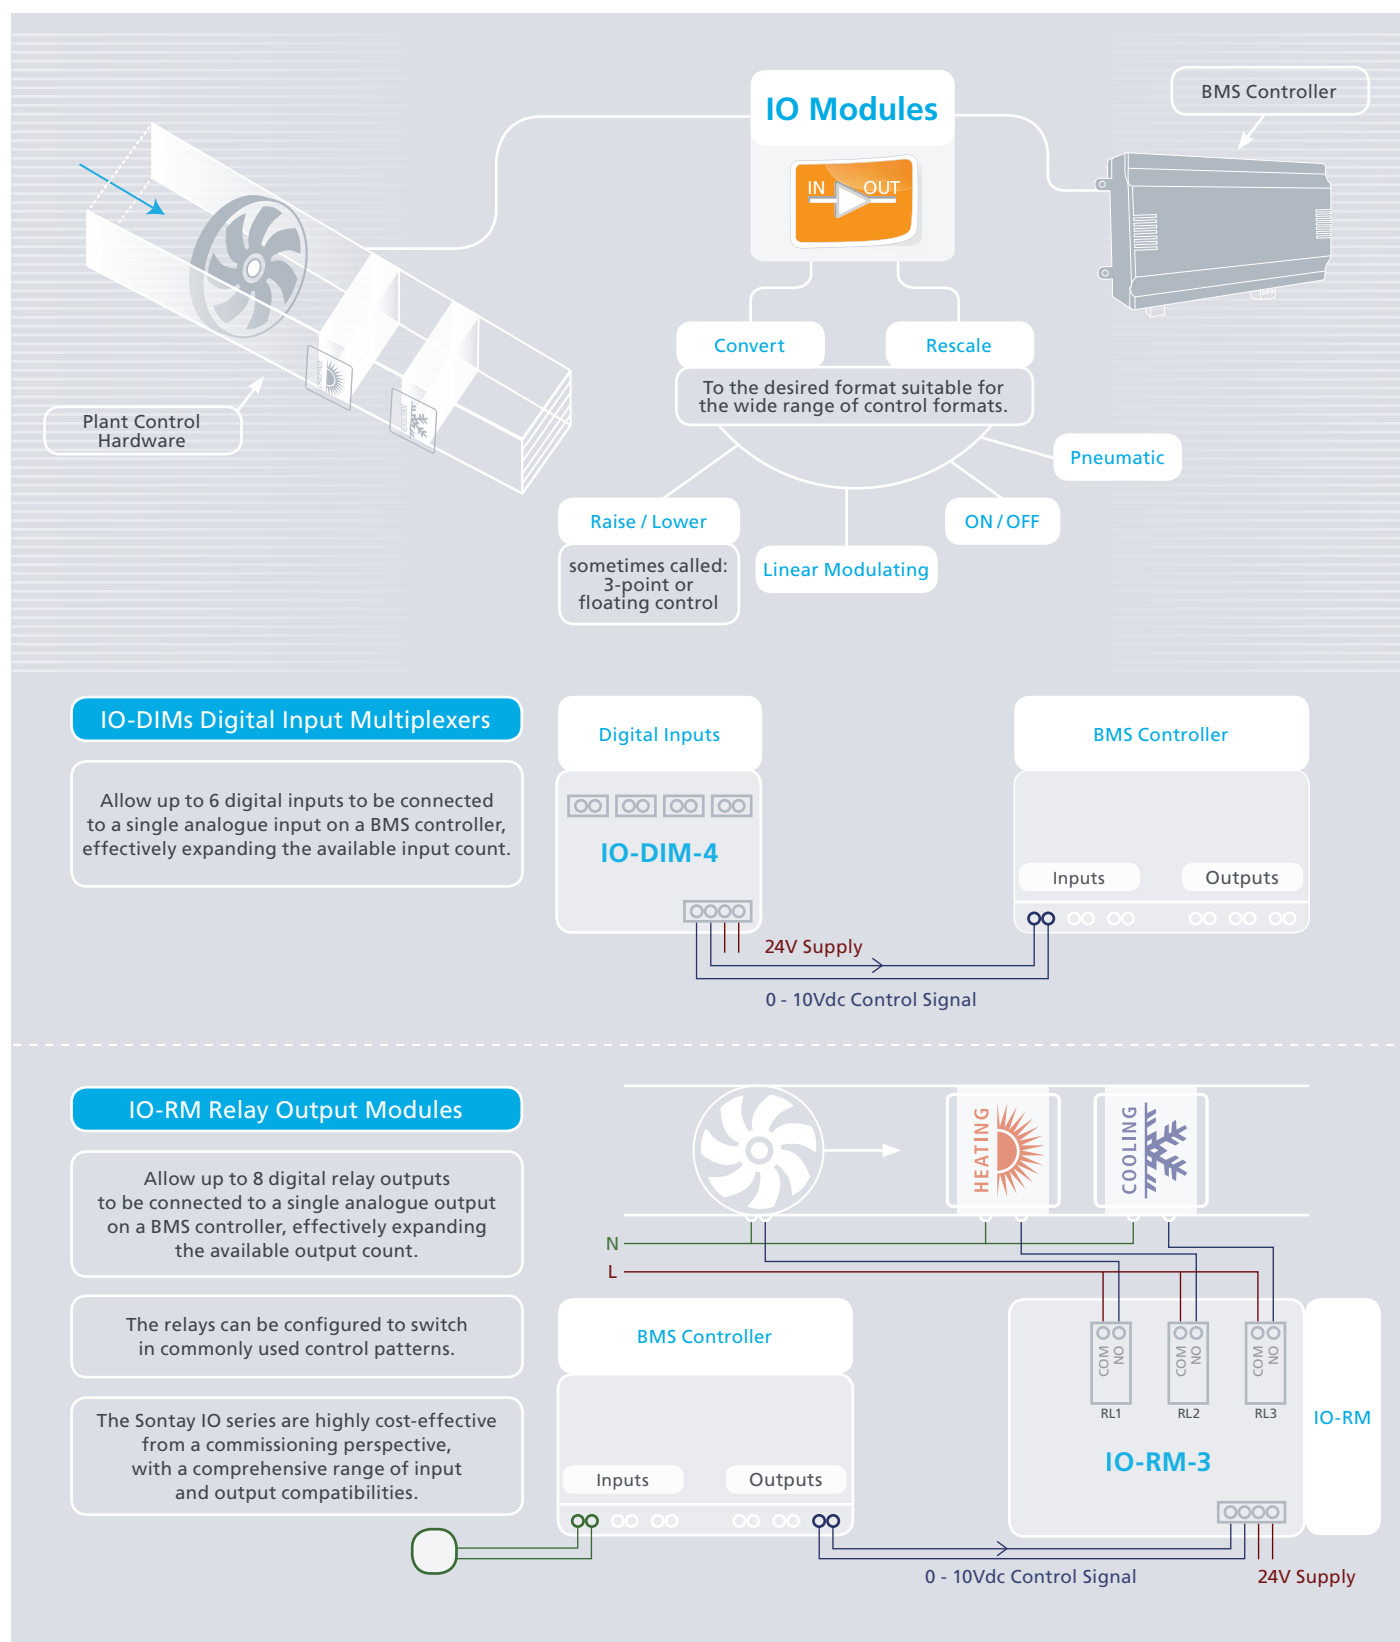 IO Modules
BMS Controller
IN OUT
Convert
Rescale
To the desired format suitable for
the wide range of control formats.
Plant Control
Hardware
HEATING
COOLING
Pneumatic
Raise / Lower
ON / OFF
sometimes called:
3-point or
floating control
Linear Modulating
IO-DIMs Digital Input Multiplexers
Allow up to 6 digital inputs to be connected
to a single analogue input on a BMS controller,
effectively expanding the available input count.
Digital Inputs
IO-DIM-4
BMS Controller
Inputs
Outputs
24V Supply
0 - 10Vdc Control Signal
IO-RM Relay Output Modules
Allow up to 8 digital relay outputs
to be connected to a single analogue output
on a BMS controller, effectively expanding
the available output count.
The relays can be configured to switch
in commonly used control patterns.
The Sontay IO series are highly cost-effective
from a commissioning perspective,
with a comprehensive range of input
and output compatibilities.
HEATING
COOLING
N
L
BMS Controller
Inputs
Outputs
COM
NO
COM
NO
COM
NO
RL1
RL2
RL3
IO-RM
IO-RM-3
0 - 10Vdc Control Signal
24V Supply